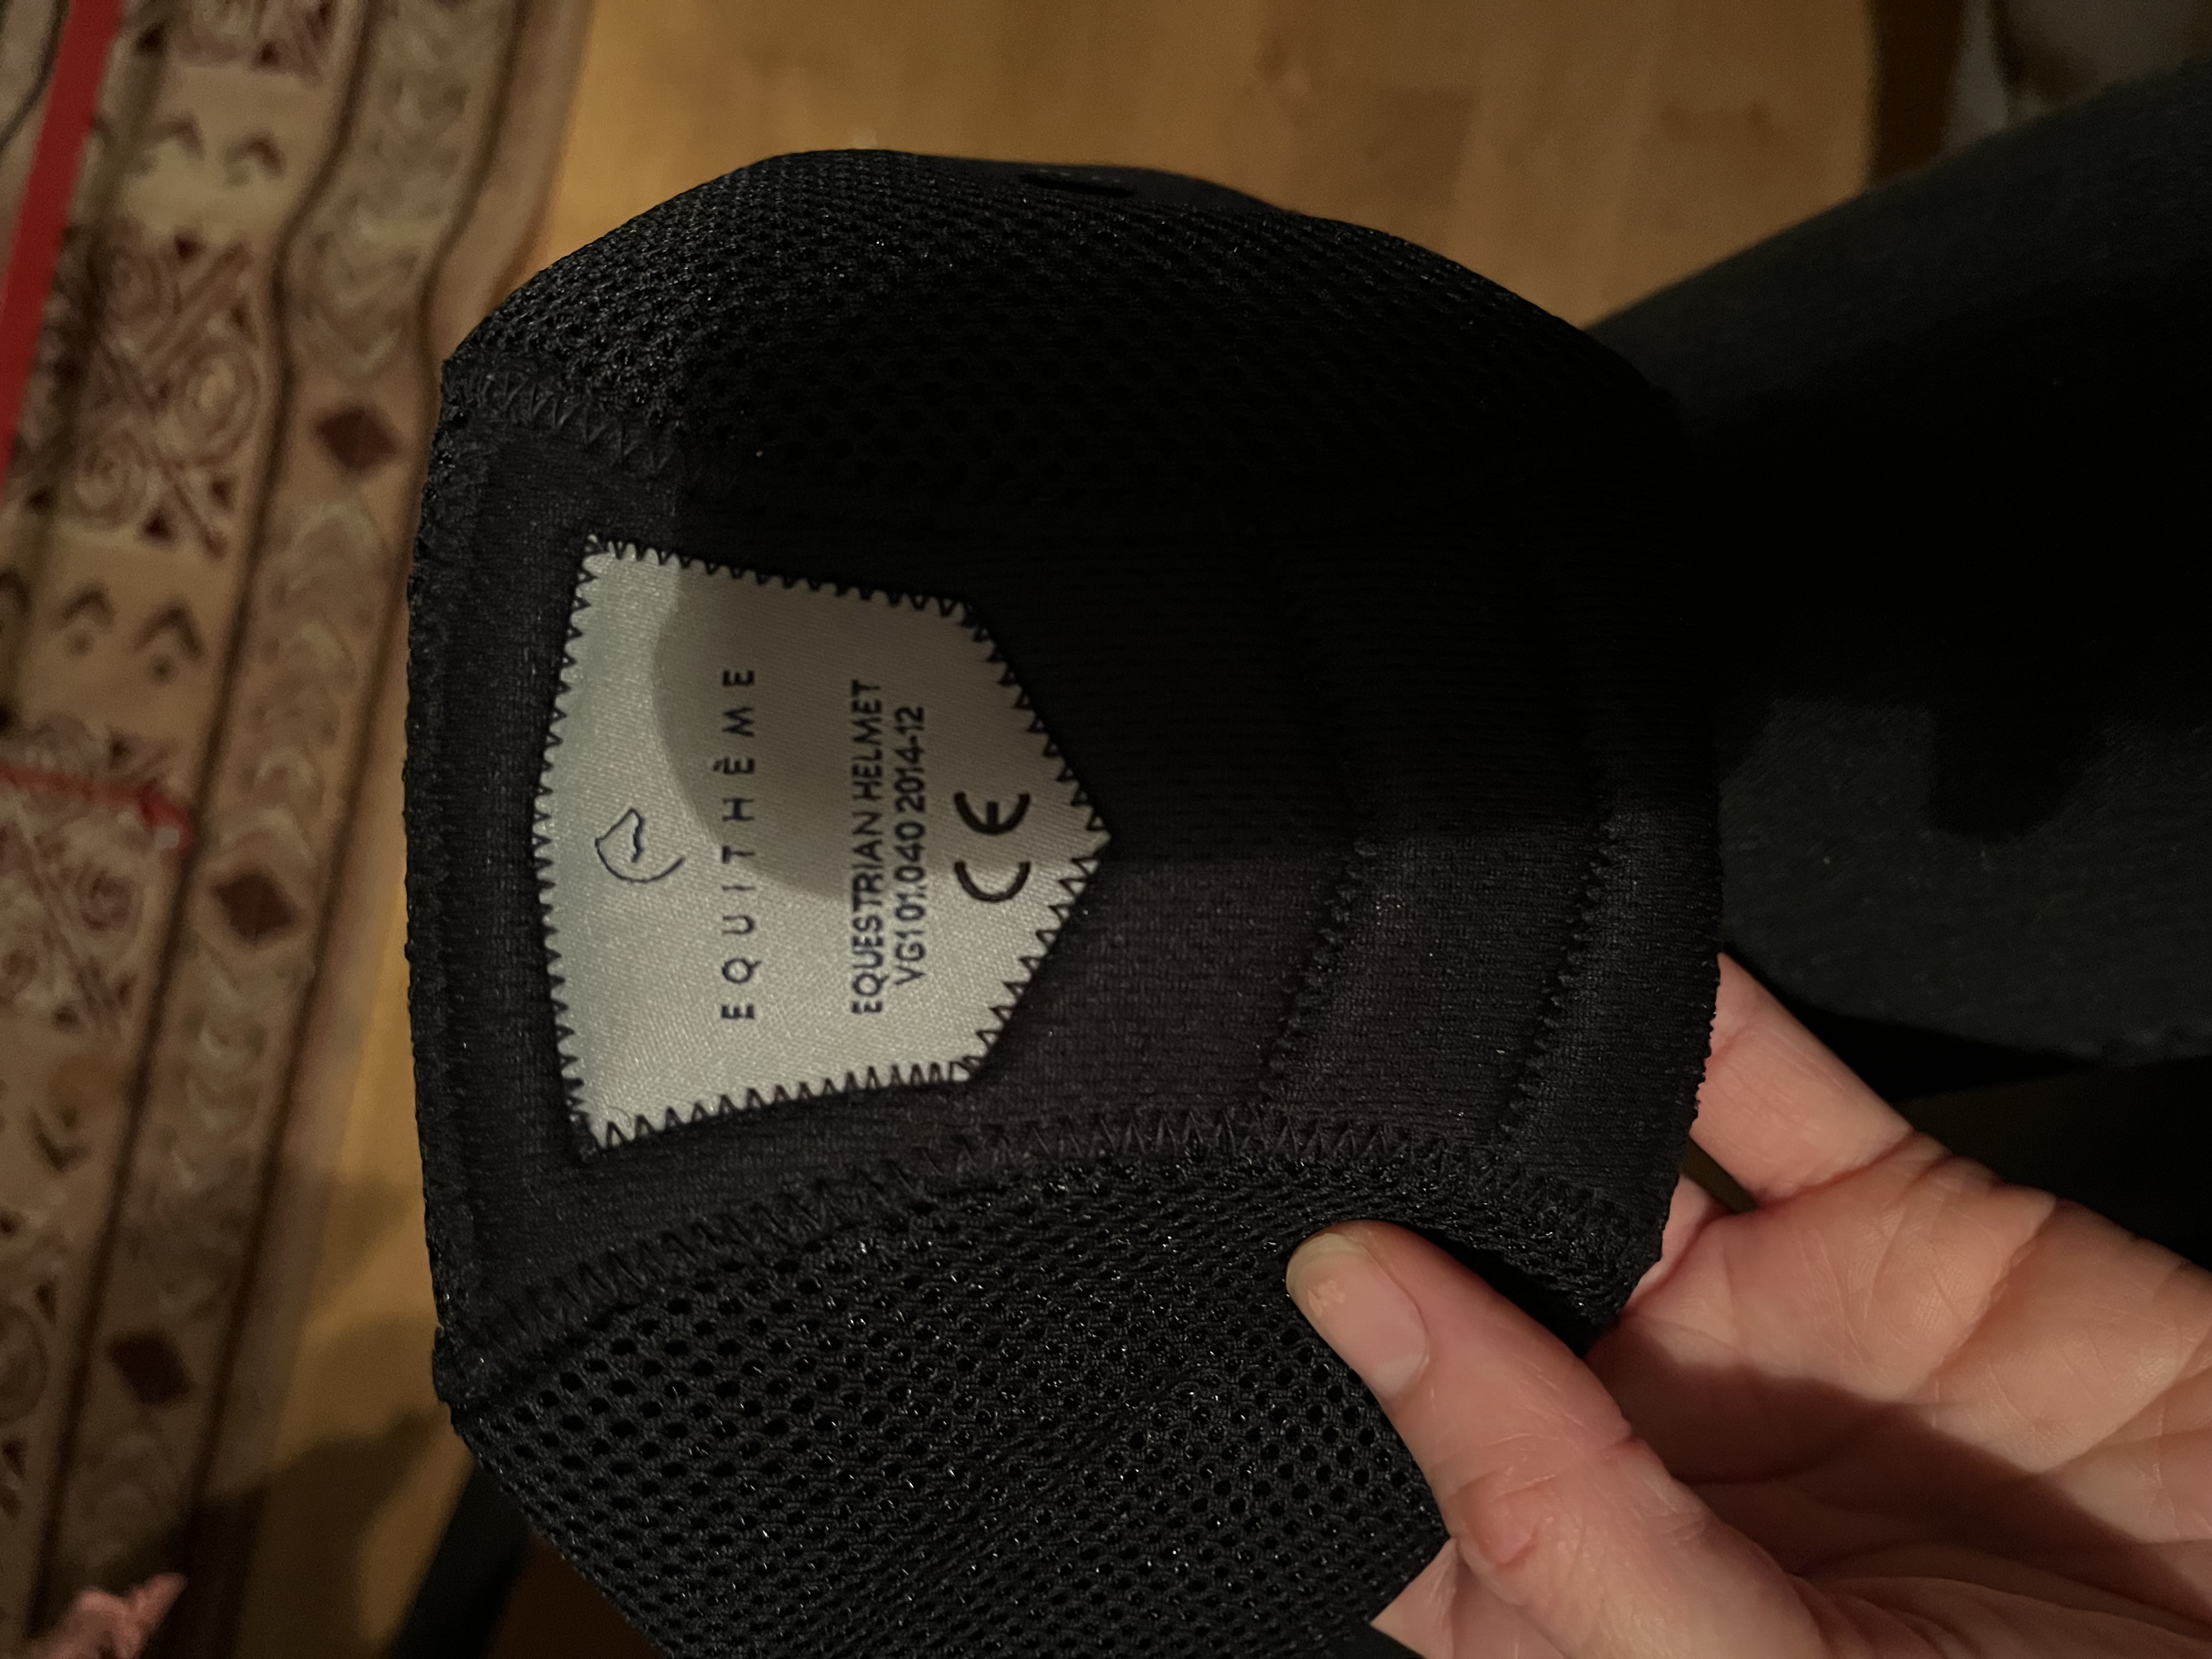 EQUITHÈME
EQUESTRIAN HELMET
VG1 01.040 2014-12
CE